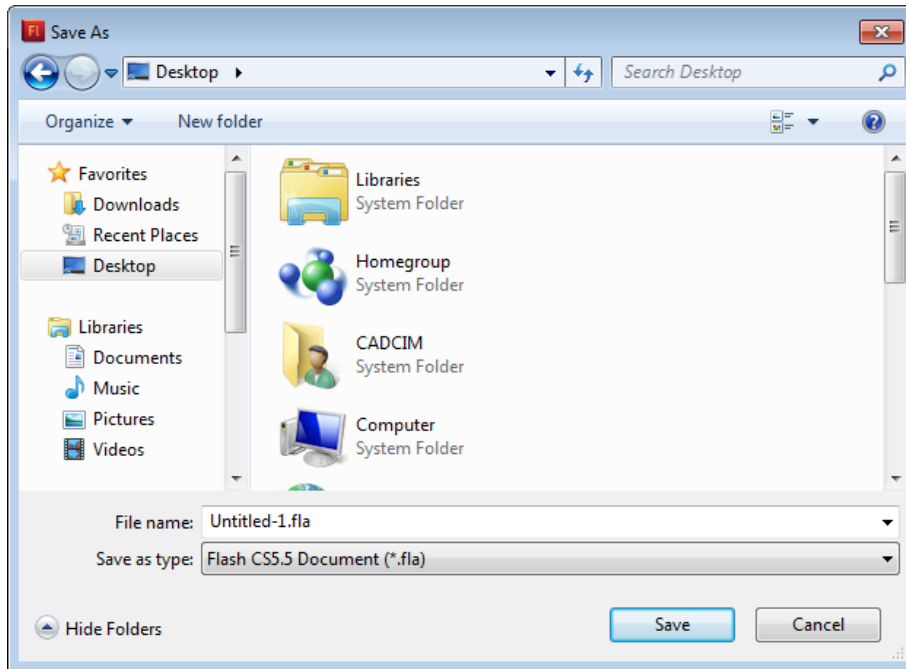 Fl Save As
Desktop
Search Desktop
Organize New folder
Favorites
Downloads
Recent Places
Desktop
Libraries
Documents
Music
Pictures
Videos
Libraries
System Folder
Homegroup
System Folder
CADCIM
System Folder
Computer
System Folder
File name: Untitled-1.fla
Save as type: Flash CS5.5 Document (*.fla)
Hide Folders Save Cancel